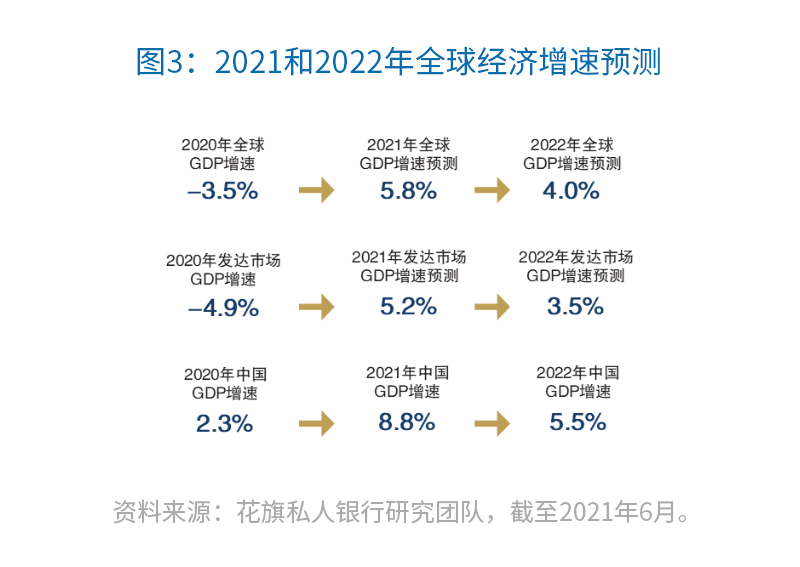 图3：2021和2022年全球经济增速预测
2020年全球
GDP增速
–3.5%
2021年全球
GDP增速预测
5.8%
2022年全球
GDP增速预测
4.0%
2020年发达市场
GDP增速
–4.9%
2021年发达市场
GDP增速预测
5.2%
2022年发达市场
GDP增速预测
3.5%
2020年中国
GDP增速
2.3%
2021年中国
GDP增速
8.8%
2022年中国
GDP增速
5.5%
资料来源：花旗私人银行研究团队，截至2021年6月。